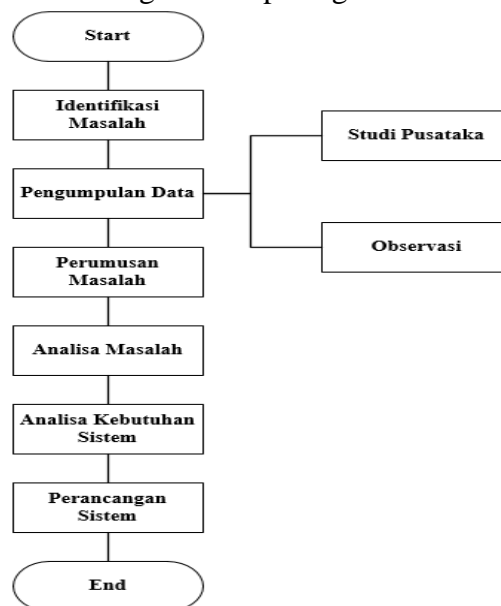 Start
Identifikasi
Masalah
Pengumpulan Data
Studi Pusataka
Observasi
Perumusan
Masalah
Analisa Masalah
Analisa Kebutuhan
Sistem
Perancangan
Sistem
End